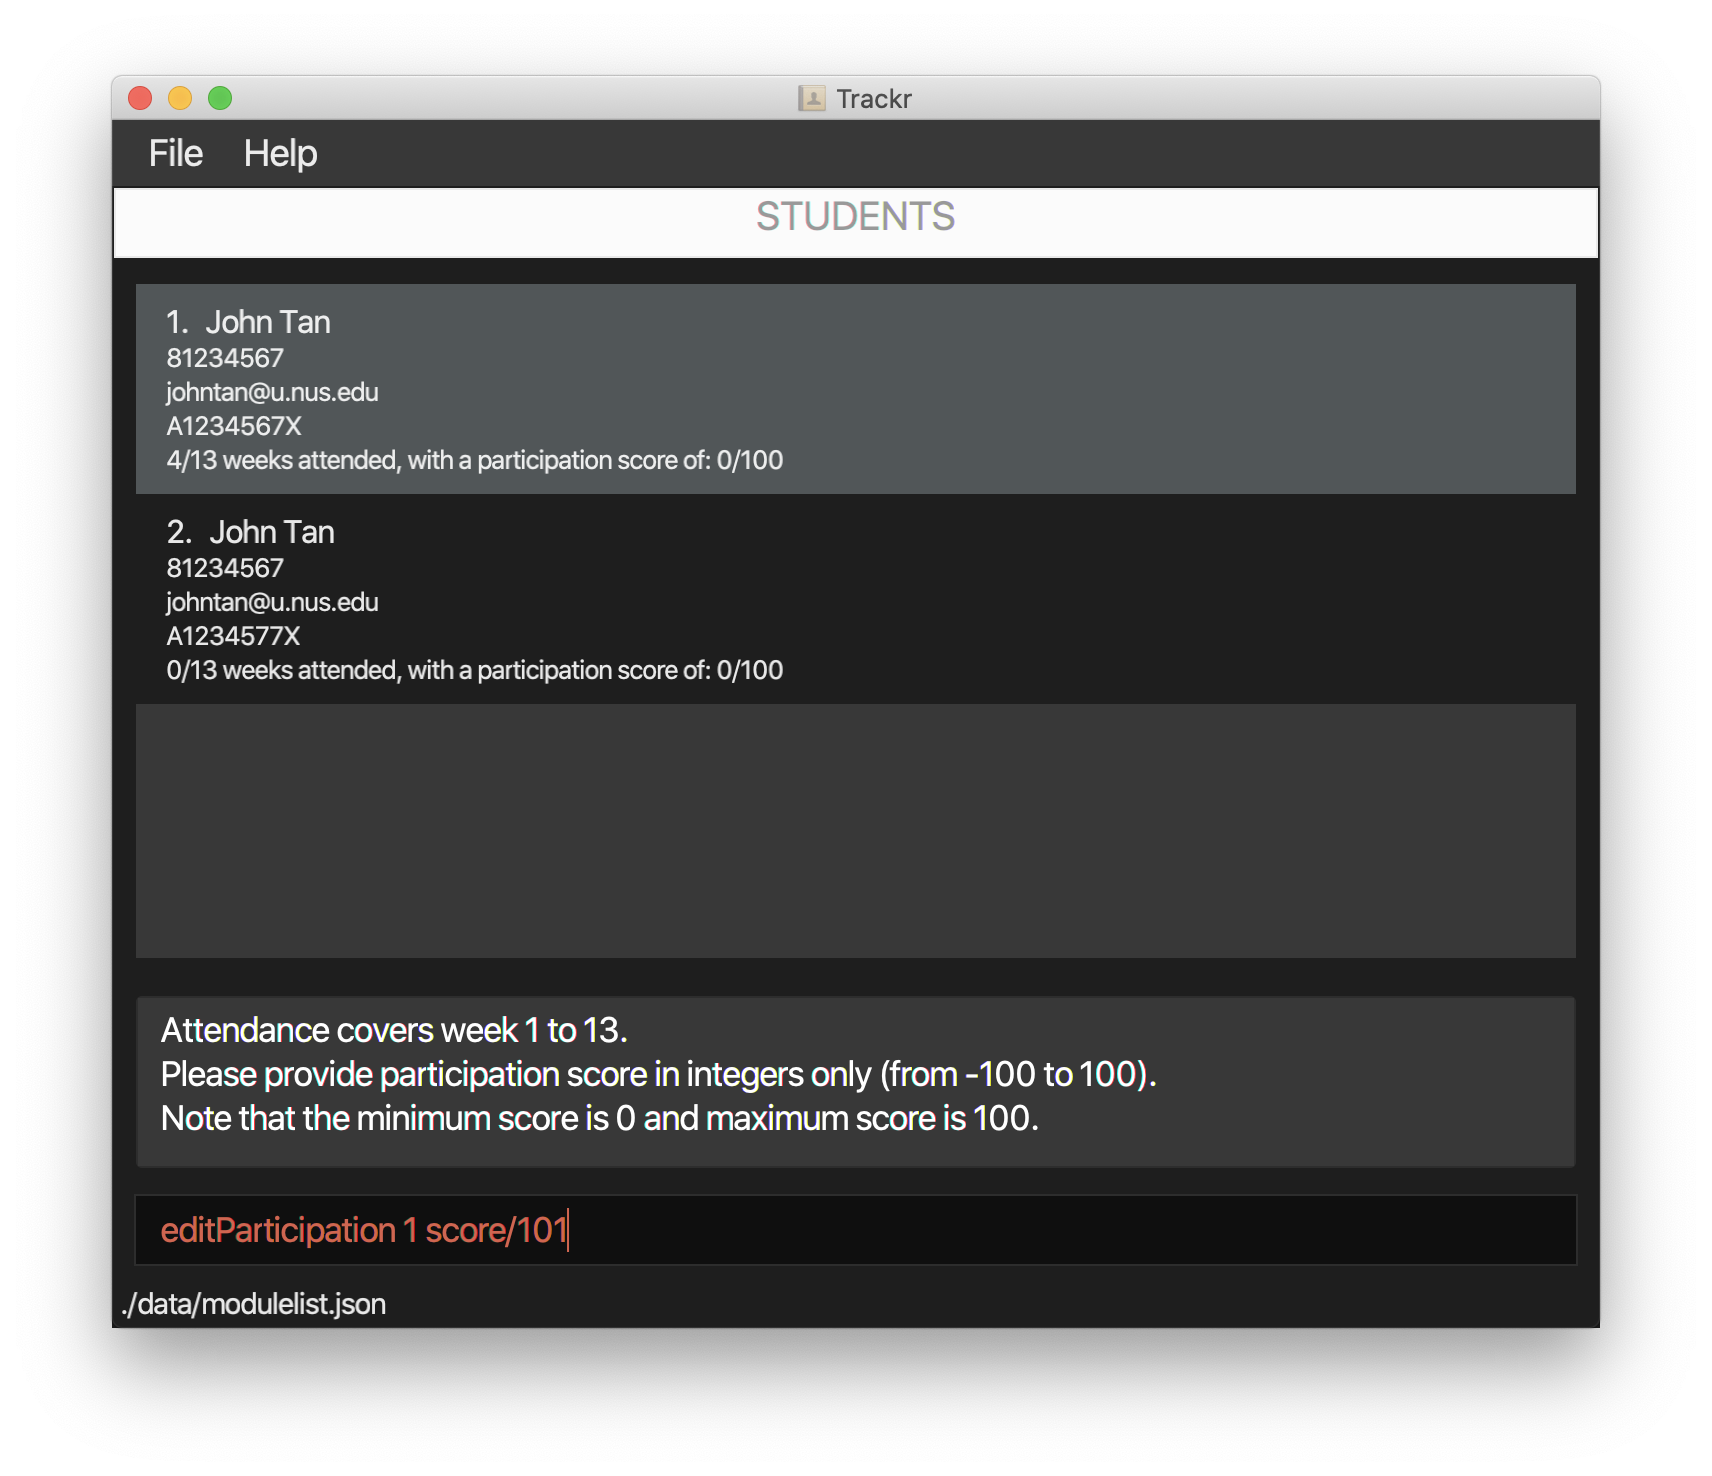 Trackr
File Help
STUDENTS
1. John Tan
81234567
johntan@u.nus.edu
A1234567X
4/13 weeks attended, with a participation score of: 0/100
2. John Tan
81234567
johntan@u.nus.edu
A1234577X
0/13 weeks attended, with a participation score of: 0/100
Attendance covers week 1 to 13.
Please provide participation score in integers only (from -100 to 100).
Note that the minimum score is 0 and maximum score is 100.
editParticipation 1 score/101
./data/modulelist.json